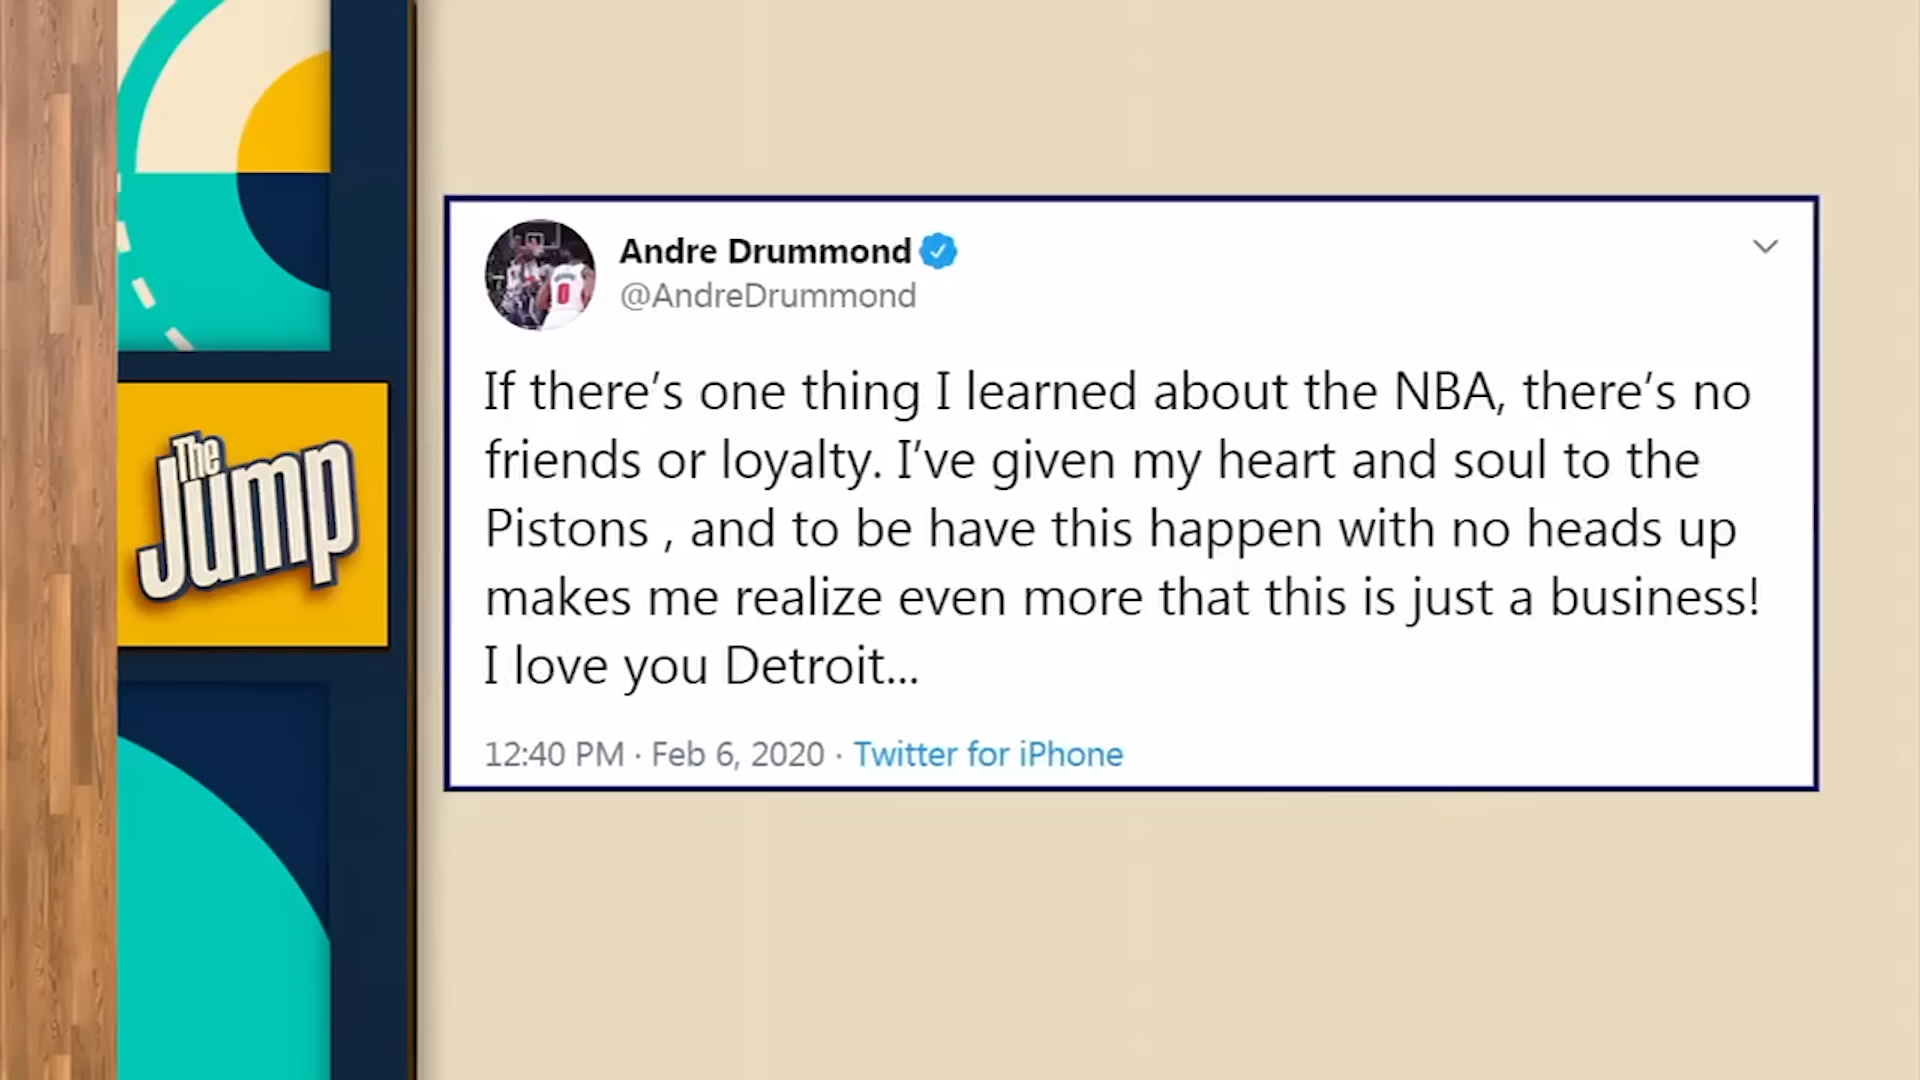 The
Jump
Andre Drummond
@AndreDrummond
0
If there's one thing I learned about the NBA, there's no
friends or loyalty. I've given my heart and soul to the
Pistons , and to be have this happen with no heads up
makes me realize even more that this is just a business!
I love you Detroit...
12:40 PM · Feb 6, 2020 · Twitter for iPhone